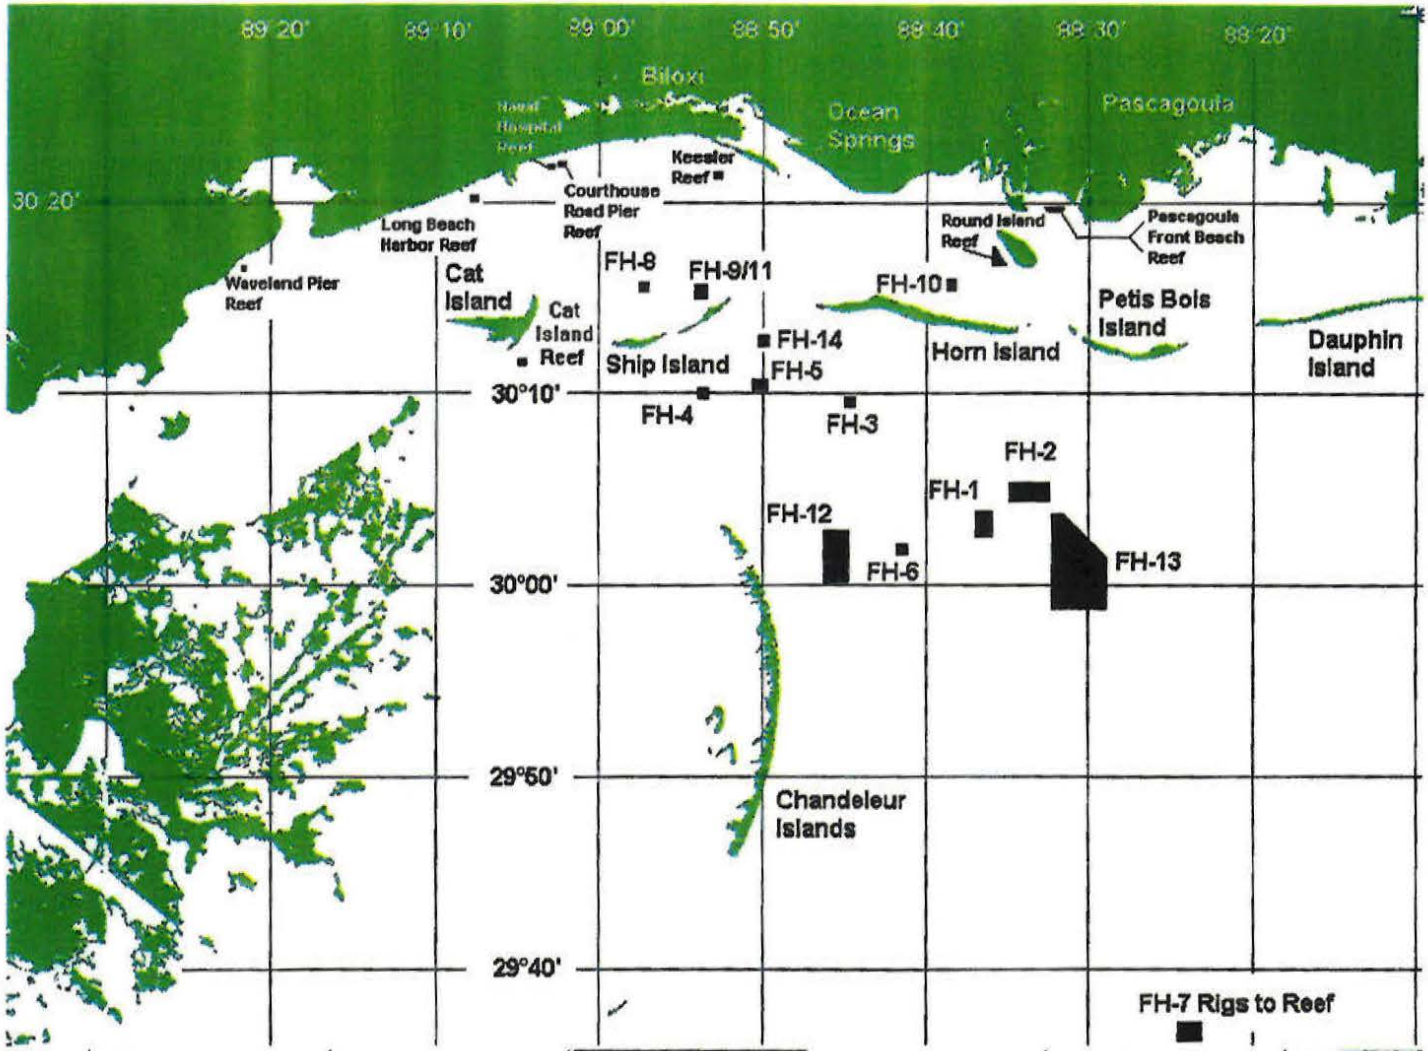 89 20'
89 10'
89 00'
88 50'
88 40'
88 30'
88 20'
Biloxi
Ocean
Springs
Pascagoula
Naval
Hospital
Reef
Keesler
Reef
Courthouse
Road Pier
Reef
30 20'
Long Beach
Harbor Reef
Round Island
Reef
Pascagoula
Front Beach
Reef
Waveland Pier
Reef
Cat
Island
Cat
Island
Reef
FH-8
FH-9/11
FH-10
Petis Bois
Island
Ship Island
FH-14
Horn Island
Dauphin
Island
30°10'
FH-5
FH-4
FH-3
FH-2
FH-1
FH-12
FH-6
FH-13
30°00'
29°50'
Chandeleur
Islands
29°40'
FH-7 Rigs to Reef